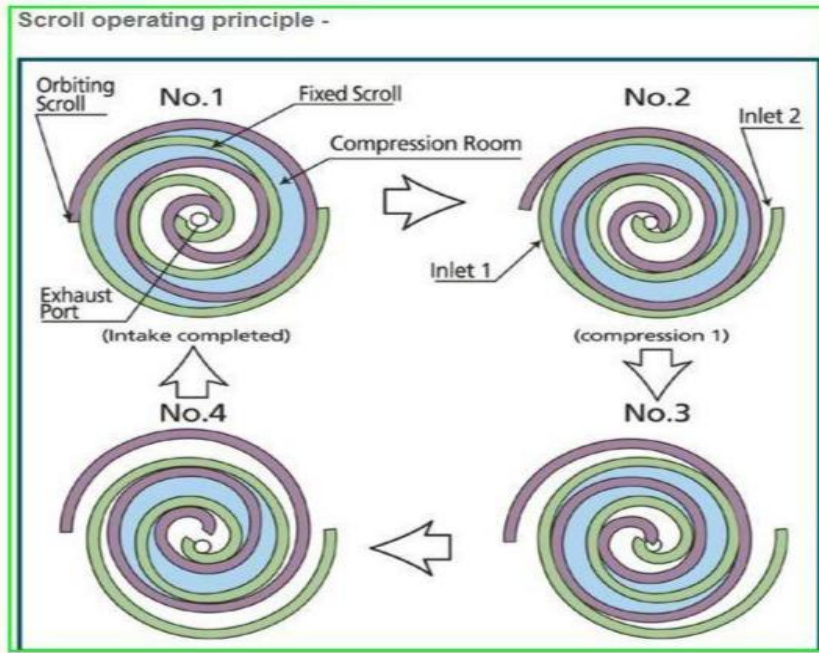 Scroll operating principle -
Orbiting
Scroll
No.1
Fixed Scroll
Compression Room
Exhaust
Port
(Intake completed)
No.2
Inlet 2
Inlet 1
(compression 1)
No.4
No.3